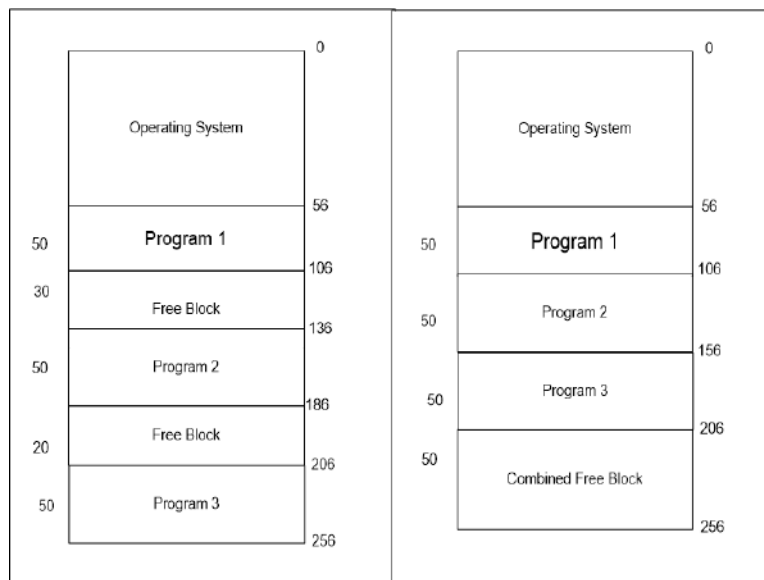 0
Operating System
56
50
Program 1
106
30
Free Block
136
50
Program 2
186
Free Block
20
206
50
Program 3
256
0
Operating System
56
50
Program 1
106
50
Program 2
156
50
Program 3
206
50
Combined Free Block
256